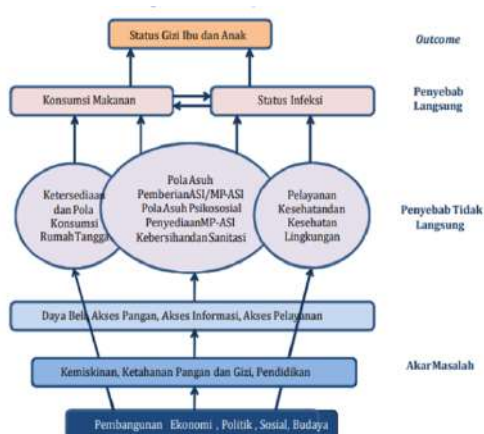 Status Gizi Ibu dan Anak
Outcome
Konsumsi Makanan
Status Infeksi
Penyebab
Langsung
Ketersediaan
dan Pola
Konsumsi
Rumah Tangga
Pola Asuh
PemberianASI/MP-ASI
Pola Asuh Psikososial
PenyediaanMP-ASI
Kebersihandan Sanitasi
Pelayanan
Kesehatandan
Kesehatan
Lingkungan
Penyebab Tidak
Langsung
Daya Beli, Akses Pangan, Akses Informasi, Akses Pelayanan
Kemiskinan, Ketahanan Pangan dan Gizi, Pendidikan
AkarMasalah
Pembangunan Ekonomi , Politik , Sosial, Budaya